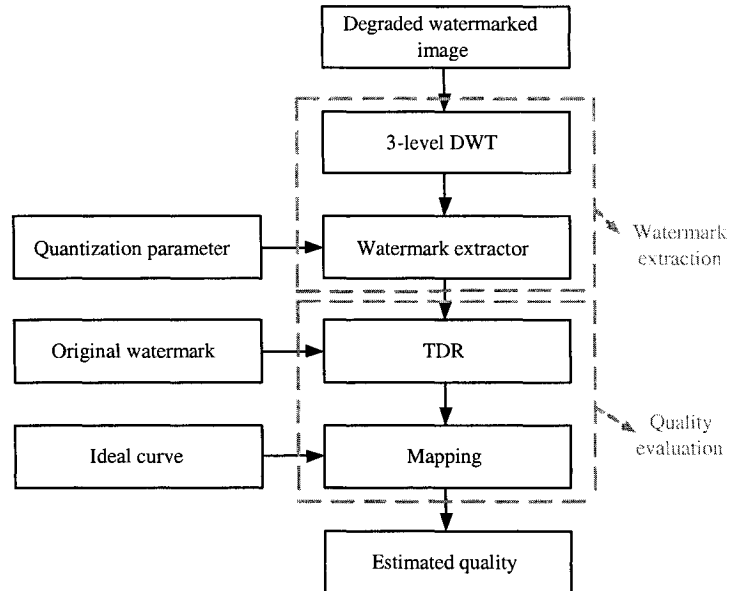 Degraded watermarked
image
3-level DWT
Quantization parameter
Watermark extractor
Watermark
extraction
Original watermark
TDR
Quality
evaluation
Ideal curve
Mapping
Estimated quality